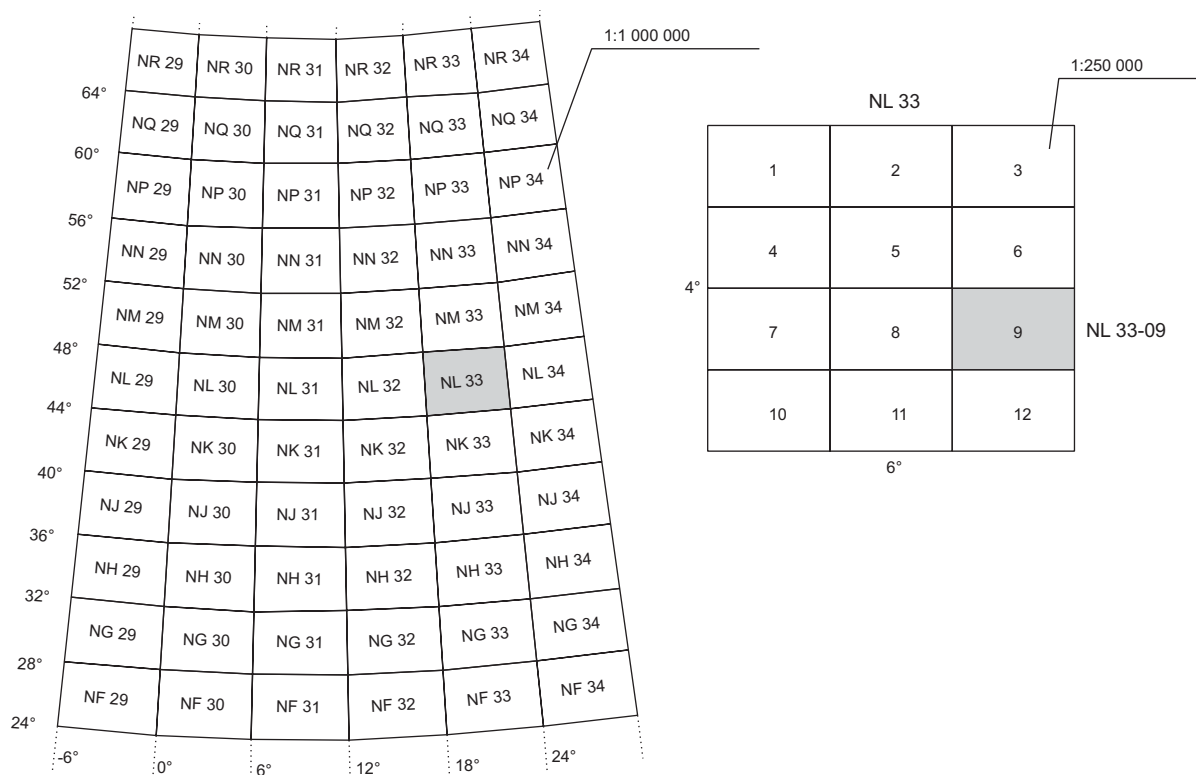 1:1 000 000
1:250 000
NR 29 NR 30 NR 31 NR 32 NR 33 NR 34
64°
NQ 29 NQ 30 NQ 31 NQ 32 NQ 33 NQ 34
60°
NP 29 NP 30 NP 31 NP 32 NP 33 NP 34
56°
NN 29 NN 30 NN 31 NN 32 NN 33 NN 34
52°
NM 29 NM 30 NM 31 NM 32 NM 33 NM 34
48°
NL 29 NL 30 NL 31 NL 32 NL 33 NL 34
44°
NK 29 NK 30 NK 31 NK 32 NK 33 NK 34
40°
NJ 29 NJ 30 NJ 31 NJ 32 NJ 33 NJ 34
36°
NH 29 NH 30 NH 31 NH 32 NH 33 NH 34
32°
NG 29 NG 30 NG 31 NG 32 NG 33 NG 34
28°
NF 29 NF 30 NF 31 NF 32 NF 33 NF 34
24°
-6° 0° 6° 12° 18° 24°
NL 33
1 2 3
4 5 6
4°
7 8 9 NL 33-09
10 11 12
6°